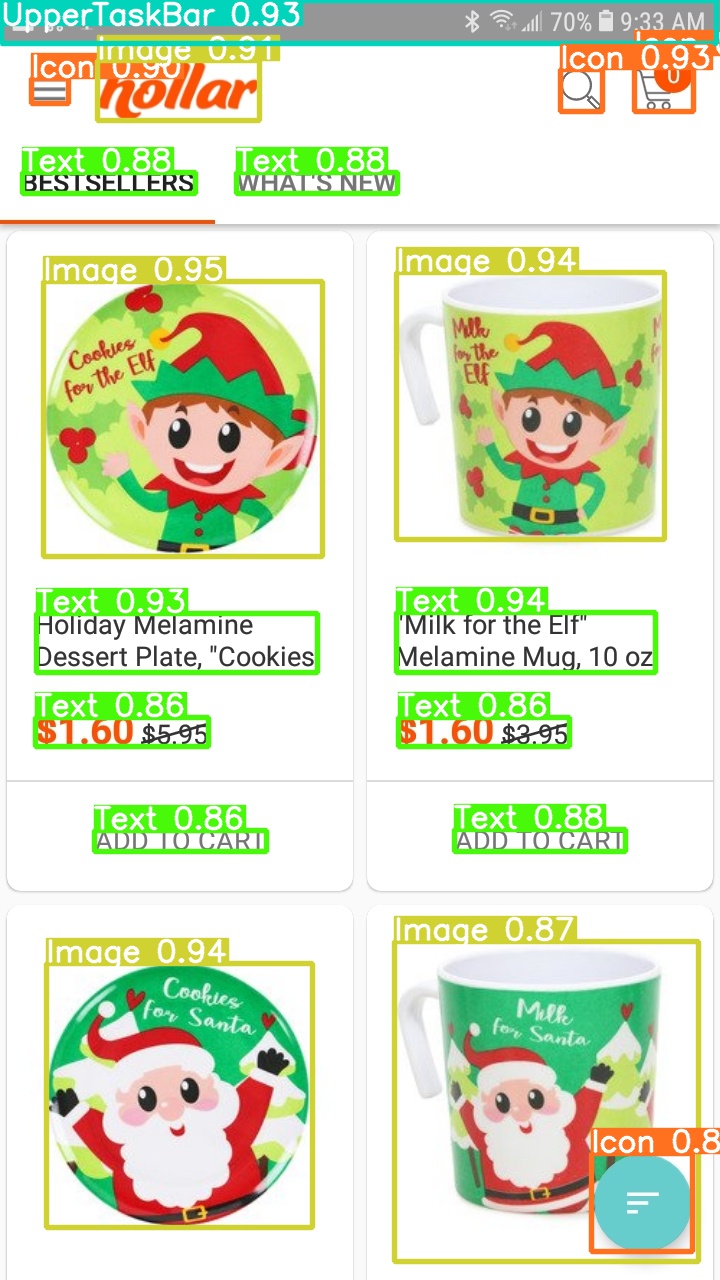 UpperTaskBar 0.93
70% 9:33 AM
Image 0.91
Icon 0.90
Icon 0.93
hollar
0
Text 0.88
Text 0.88
BESTSELLERS
WHAT'S NEW
Image 0.95
Image 0.94
Cookies
for the Elf
Milk
for the
Elf
Text 0.93
Holiday Melamine
Dessert Plate, "Cookies
Text 0.94
"Milk for the Elf"
Melamine Mug, 10 oz
Text 0.86
$1.60 $5.95
Text 0.86
$1.60 $3.95
Text 0.86
ADD TO CART
Text 0.88
ADD TO CART
Image 0.94
Image 0.87
Cookies
for Santa
Milk
for Santa
Icon 0.8